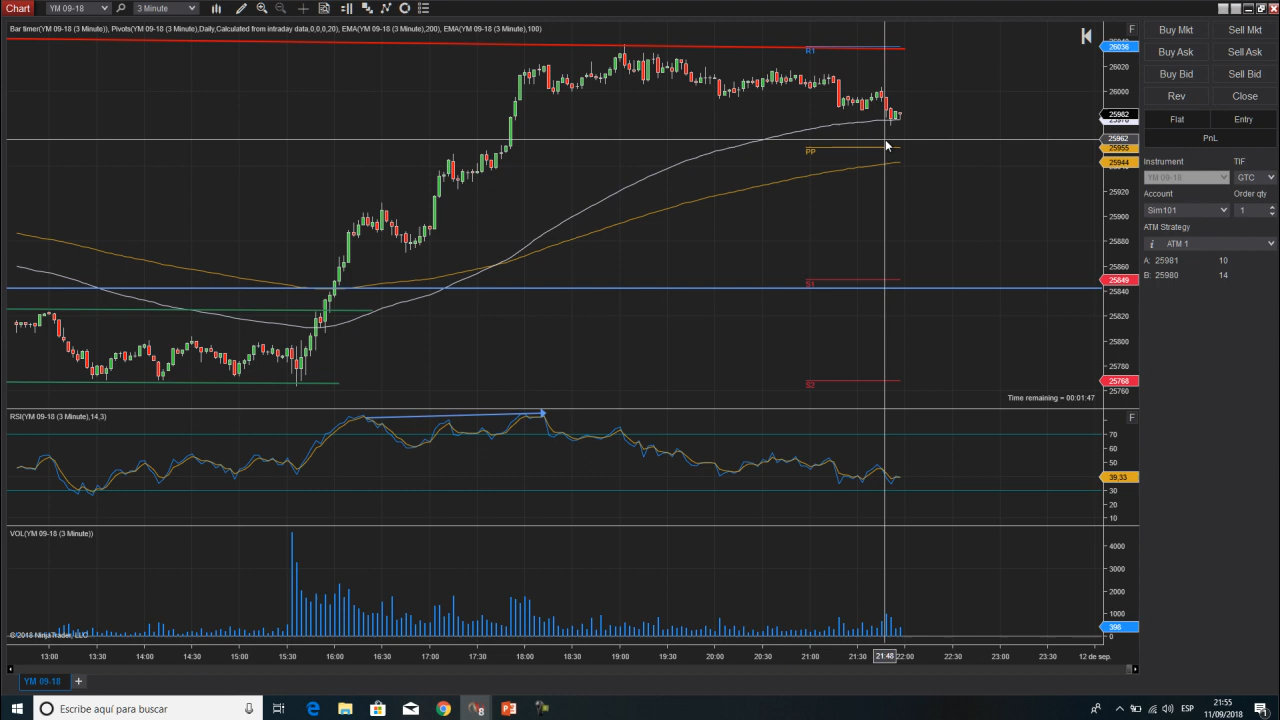 Chart YM 09-18 3 Minute
Bar timer(YM 09-18 (3 Minute)), Pivots(YM 09-18 (3 Minute),Daily,Calculated from intraday data,0,0,0,20), EMA(YM 09-18 (3 Minute),200), EMA(YM 09-18 (3 Minute),100)
F
R1
PP
S1
S2
26036
26020
26000
25982
25962
25955
25944
25920
25900
25880
25860
25849
25840
25820
25800
25780
25768
25760
Time remaining = 00:01:47
RSI(YM 09-18 (3 Minute),14,3)
F
70
60
50
39,33
30
20
10
VOL(YM 09-18 (3 Minute))
4000
3000
2000
1000
396
0
© 2018 NinjaTrader, LLC
13:00 13:30 14:00 14:30 15:00 15:30 16:00 16:30 17:00 17:30 18:00 18:30 19:00 19:30 20:00 20:30 21:00 21:30 21:48 22:00 22:30 23:00 23:30 12 de sep.
YM 09-18 +
Buy Mkt Sell Mkt
Buy Ask Sell Ask
Buy Bid Sell Bid
Rev Close
Flat Entry
PnL
Instrument TIF
YM 09-18 GTC
Account Order qty
Sim101 1
ATM Strategy
i ATM 1
A: 25981 10
B: 25980 14
Escribe aquí para buscar
8
ESP
21:55
11/09/2018